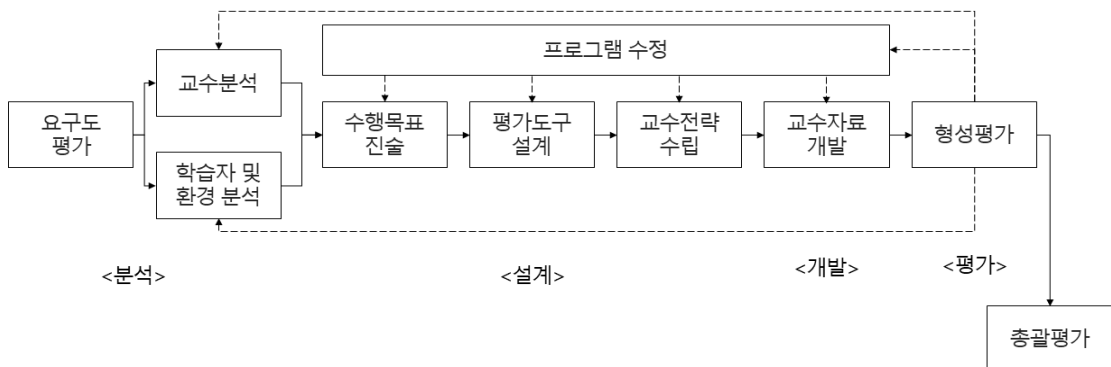 프로그램 수정
교수분석
요구도
평가
학습자 및
환경 분석
수행목표
진술
평가도구
설계
교수전략
수립
교수자료
개발
형성평가
<분석>
<설계>
<개발>
<평가>
총괄평가